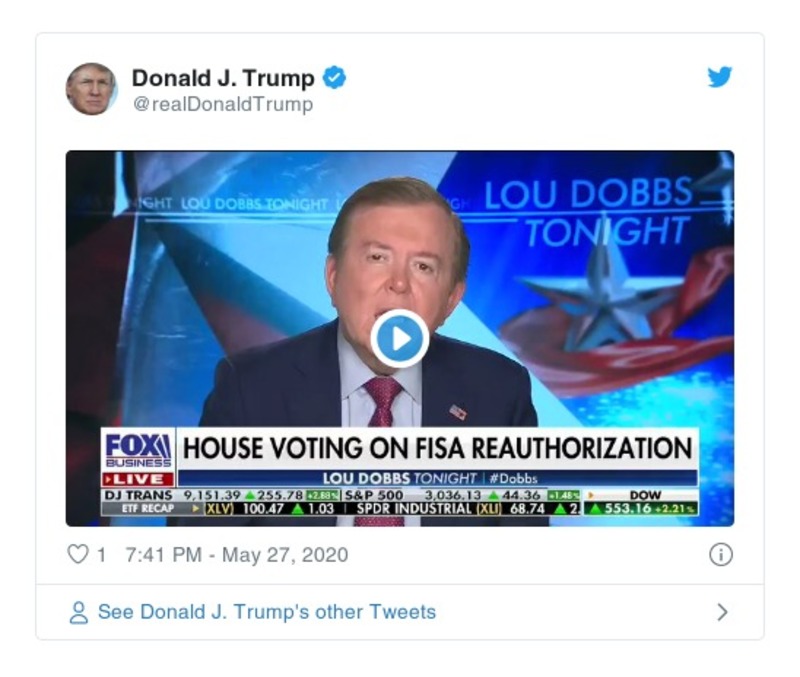 Donald J. Trump
@realDonaldTrump
NIGHT LOU DOBBS TONIGHT
LOU DOBBS
TONIGHT
FOX
BUSINESS
LIVE
HOUSE VOTING ON FISA REAUTHORIZATION
LOU DOBBS TONIGHT | #Dobbs
DJ TRANS 9,151.39 ▲ 255.78 +2.88% S&P 500 3,036.13 ▲ 44.36 +1.48% DOW
ETF RECAP (XLV) 100.47 ▲ 1.03 | SPDR INDUSTRIAL (XLI) 68.74 ▲ 2. ▲ 553.16 +2.21%
1 7:41 PM - May 27, 2020
See Donald J. Trump's other Tweets